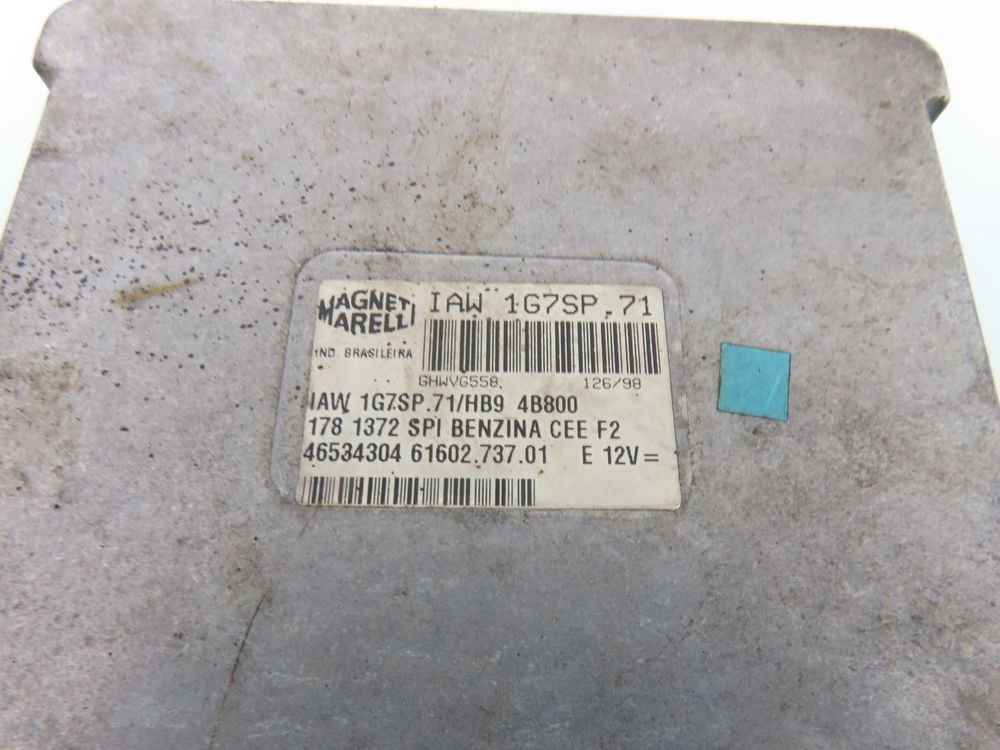 MAGNETI MARELLI
IAW 1G7SP.71
IND. BRASILEIRA
GHWVG558. 126/98
IAW 1G7SP.71/HB9 4B800
178 1372 SPI BENZINA CEE F2
46534304 61602.737.01 E 12V=